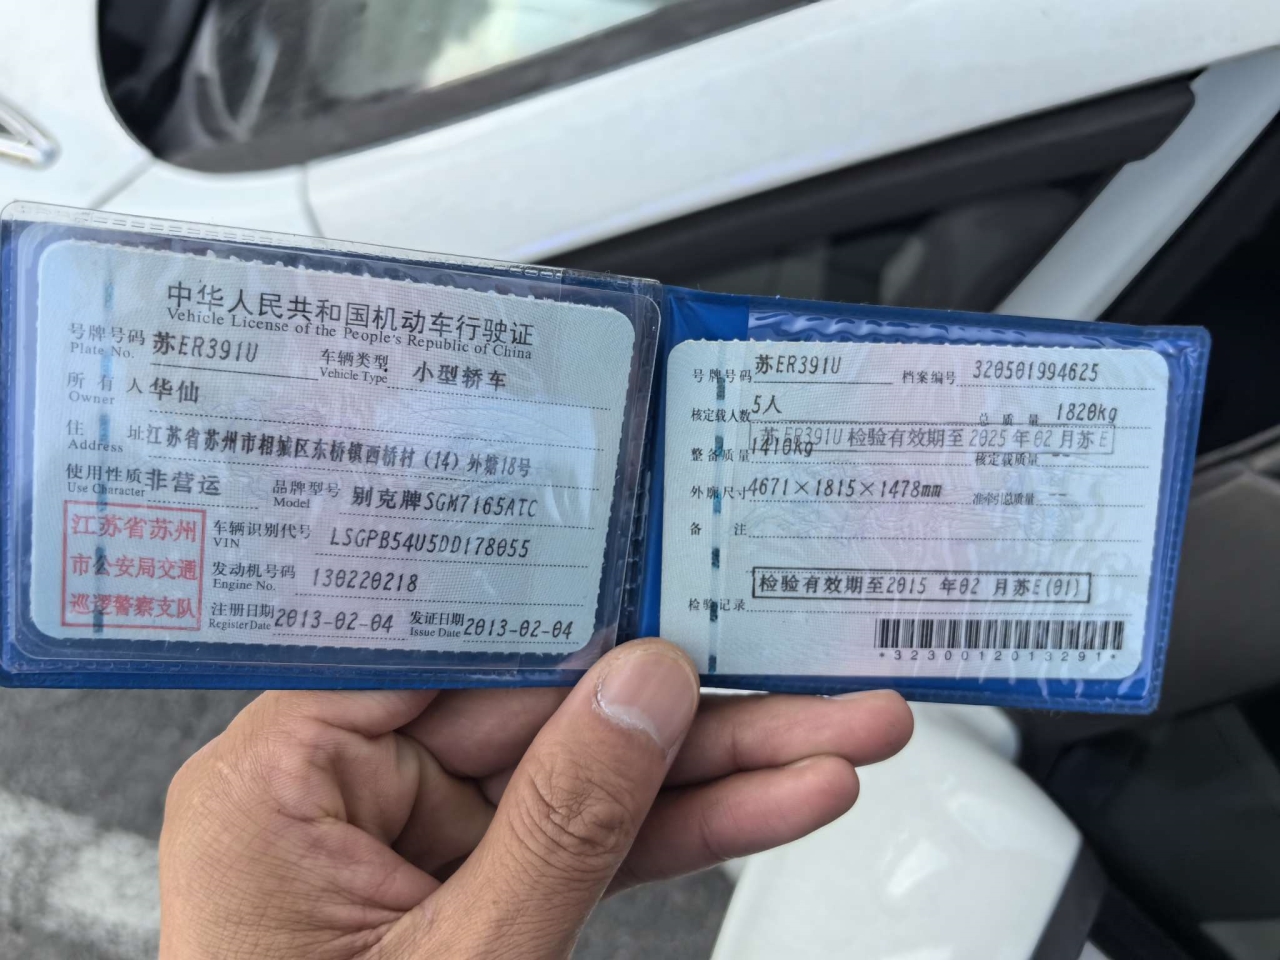 中华人民共和国机动车行驶证
Vehicle License of the People's Republic of China
号牌号码 苏ER391U 车辆类型 小型轿车
Plate No. Vehicle Type
所有人 华仙
Owner
住址 江苏省苏州市相城区东桥镇西桥村（14）外第18号
Address
使用性质 非营运 品牌型号 别克牌SGM7165ATC
Use Character Model
江苏省苏州
市公安局交通
巡逻警察支队
车辆识别代号 LSGPB54U5DD178055
VIN
发动机号码 130220218
Engine No.
注册日期 2013-02-04 发证日期 2013-02-04
Register Date Issue Date
号牌号码 苏ER391U 档案编号 320501994625
核定载人数 5人 总质量 1820kg
苏ER391U 检验有效期至2025年02月苏E
整备质量 1410kg 核定载质量 --
外廓尺寸 4671×1815×1478mm 准牵引总质量 --
备注
检验有效期至2015年02月苏E(01)
检验记录
*3230012013291*